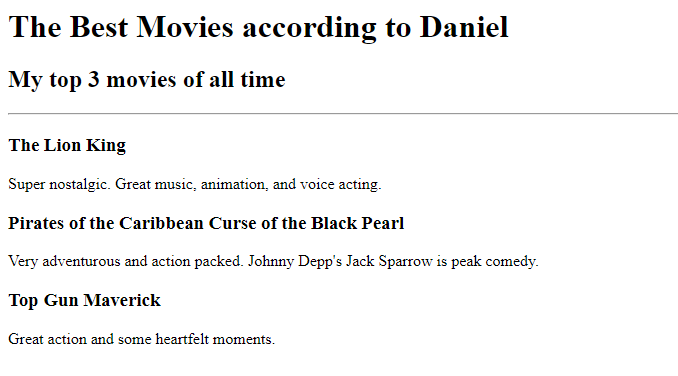 The Best Movies according to Daniel
My top 3 movies of all time
The Lion King
Super nostalgic. Great music, animation, and voice acting.
Pirates of the Caribbean Curse of the Black Pearl
Very adventurous and action packed. Johnny Depp's Jack Sparrow is peak comedy.
Top Gun Maverick
Great action and some heartfelt moments.